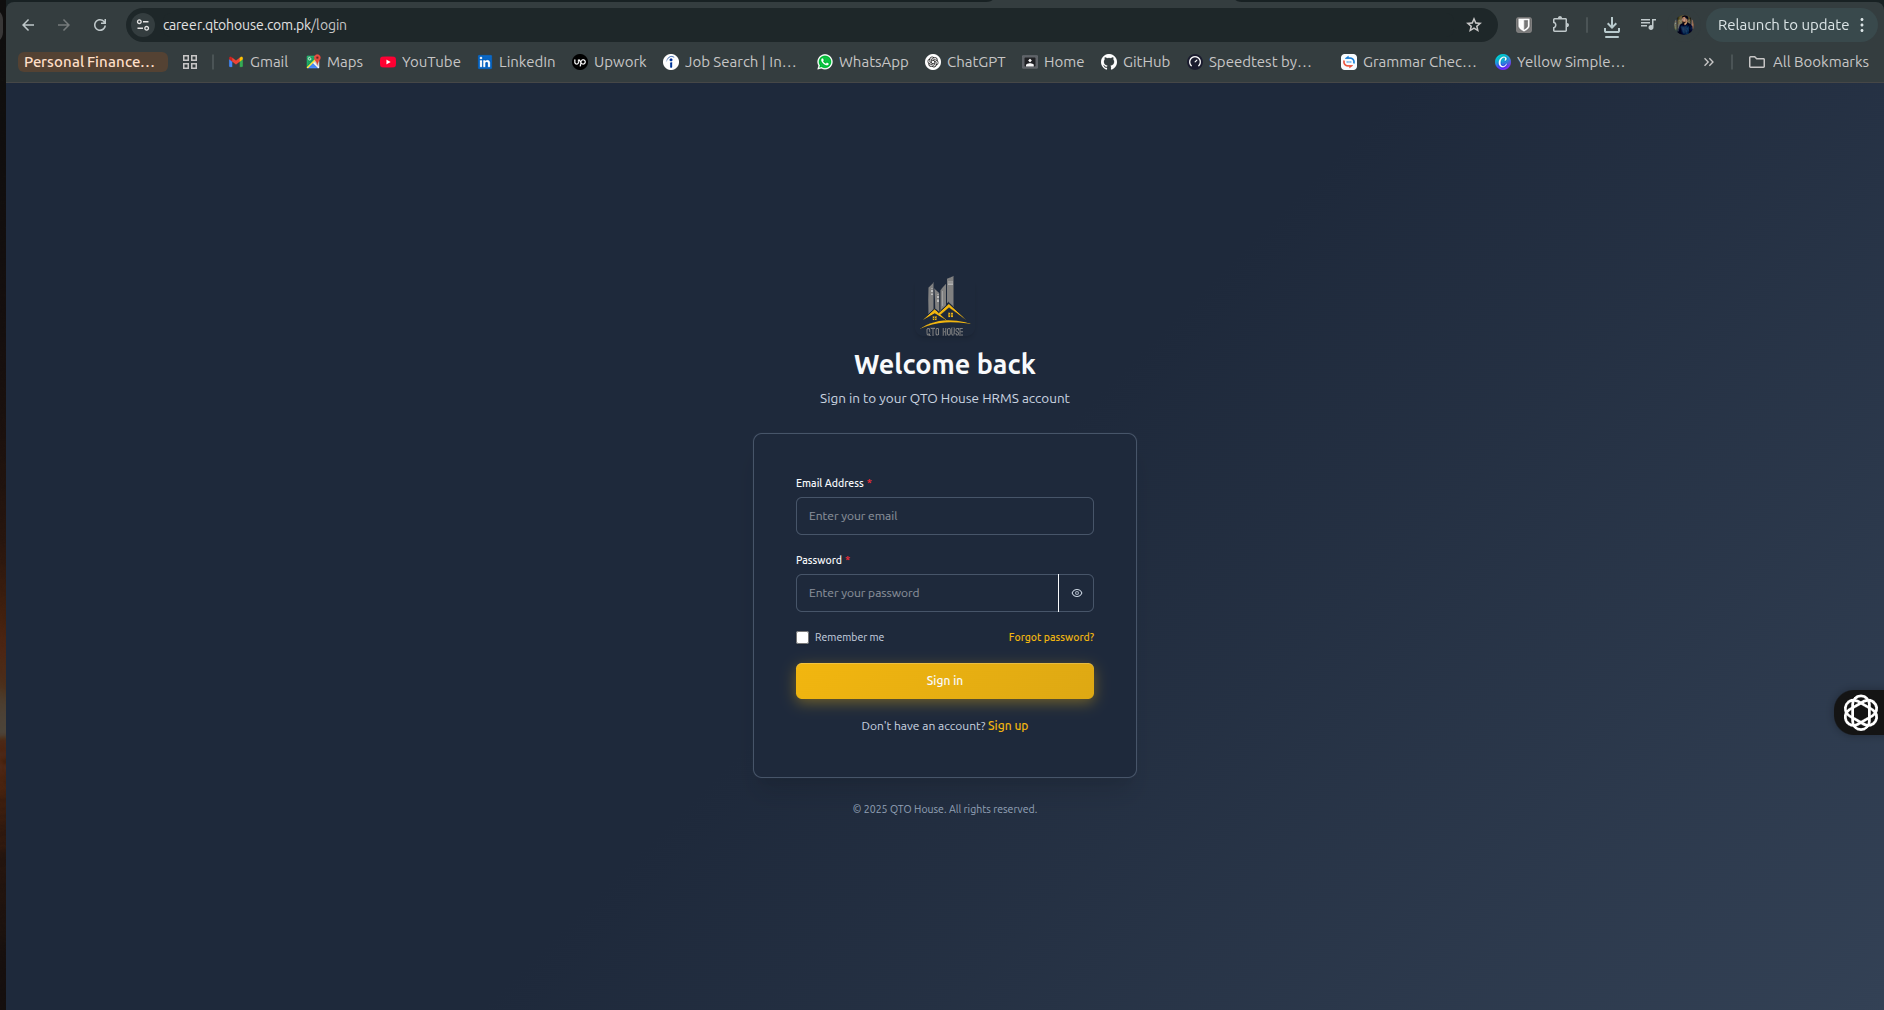 career.qtohouse.com.pk/login
Relaunch to update
Personal Finance...
Gmail
Maps
YouTube
LinkedIn
Upwork
Job Search | In...
WhatsApp
ChatGPT
Home
GitHub
Speedtest by...
Grammar Chec...
Yellow Simple...
All Bookmarks
QTO HOUSE
Welcome back
Sign in to your QTO House HRMS account
Email Address *
Enter your email
Password *
Enter your password
Remember me
Forgot password?
Sign in
Don't have an account? Sign up
© 2025 QTO House. All rights reserved.